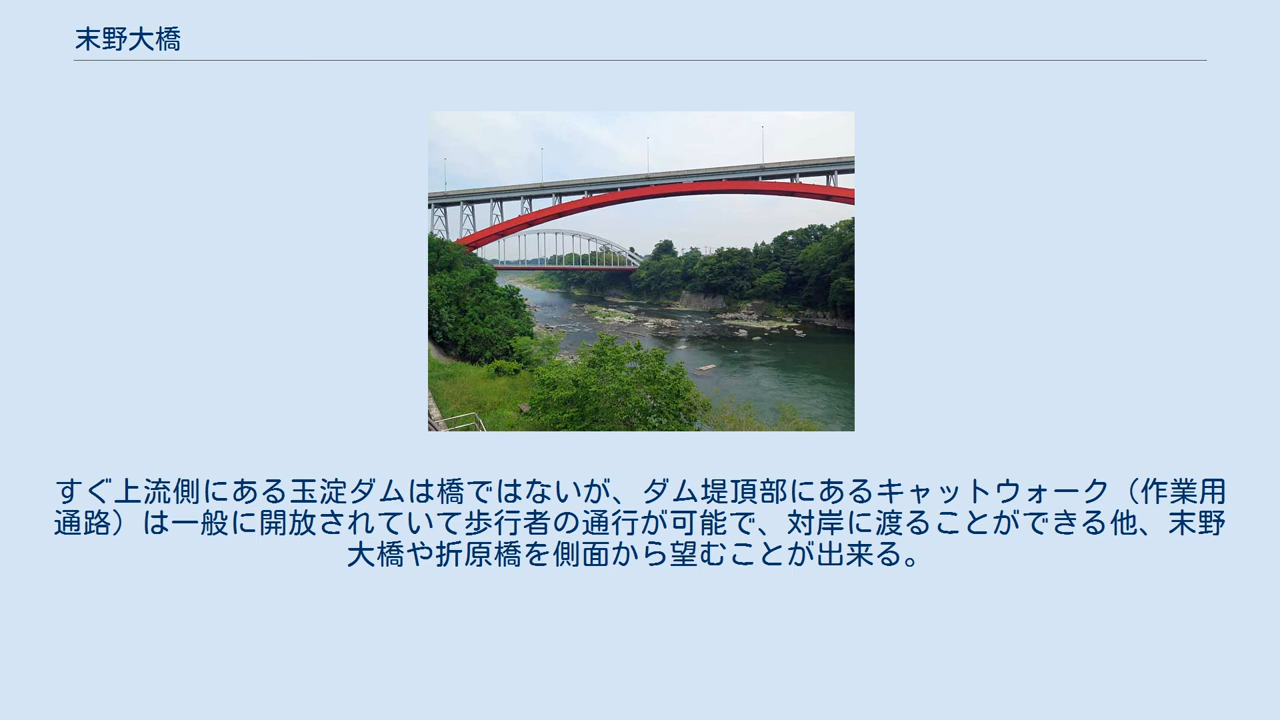 末野大橋
すぐ上流側にある玉淀ダムは橋ではないが、ダム堤頂部にあるキャットウォーク（作業用
通路）は一般に開放されていて歩行者の通行が可能で、対岸に渡ることができる他、末野
大橋や折原橋を側面から望むことが出来る。